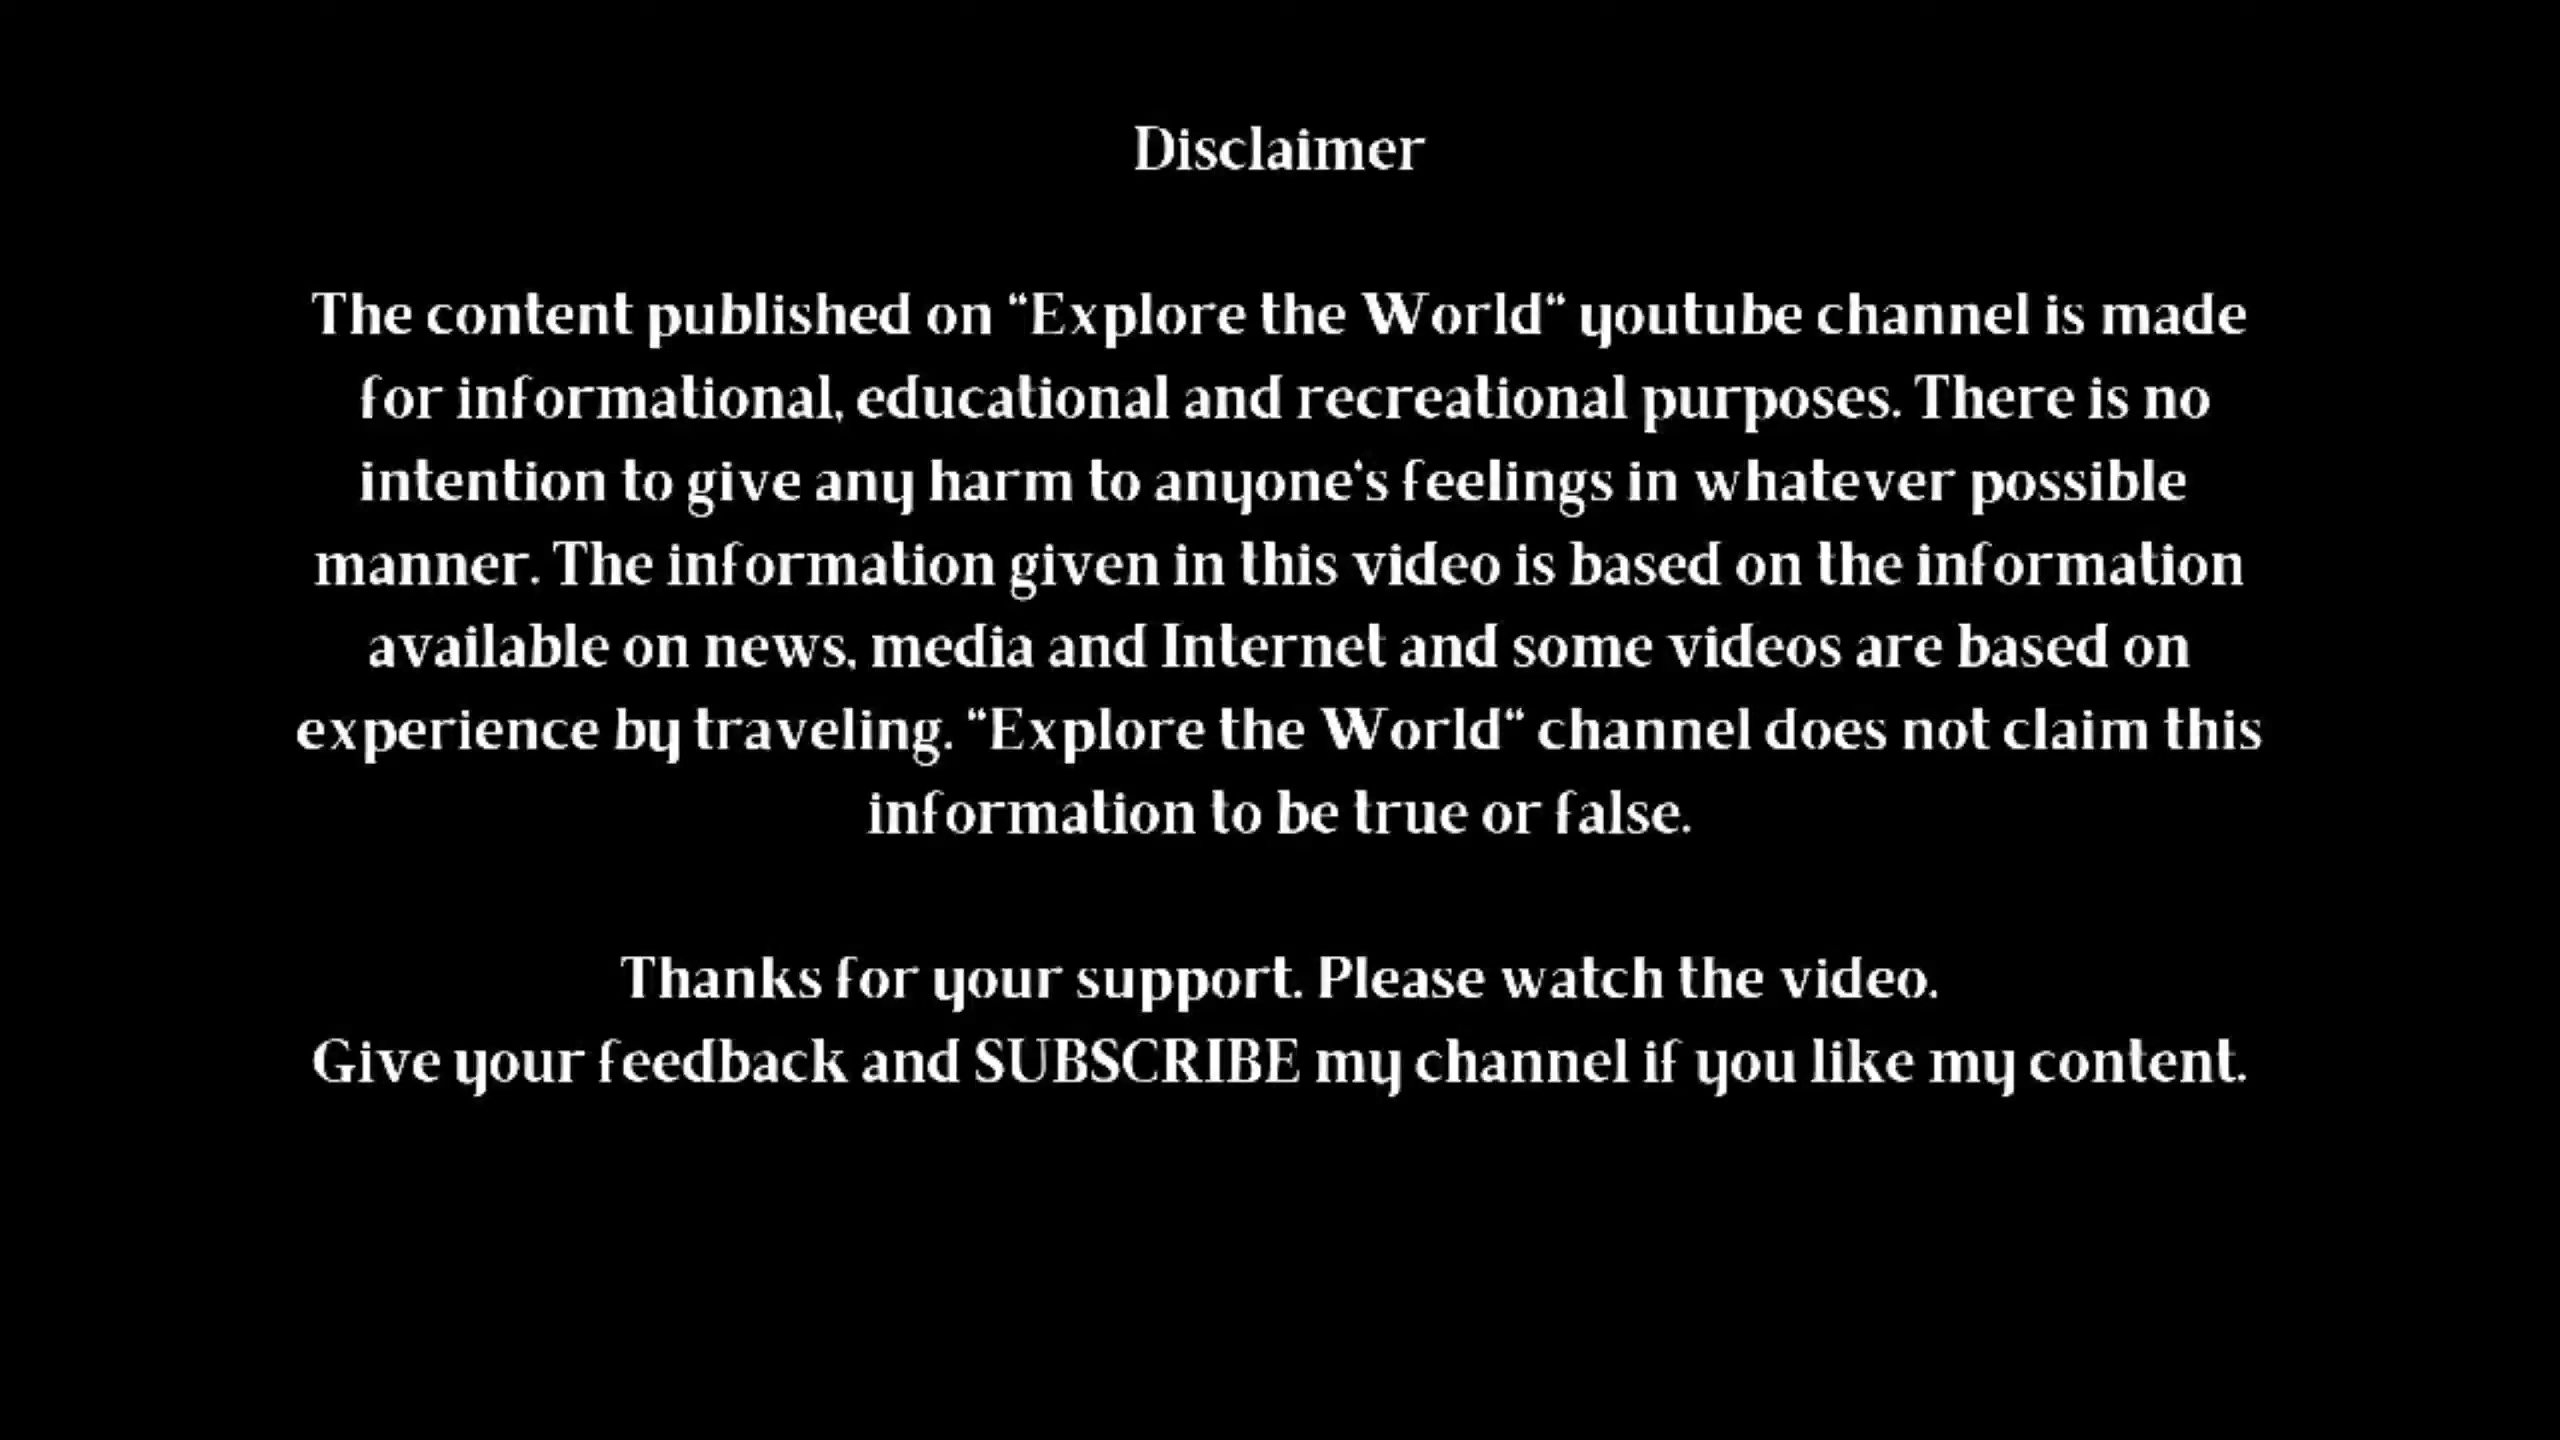 Disclaimer
The content published on “Explore the World“ youtube channel is made
for informational, educational and recreational purposes. There is no
intention to give any harm to anyone's feelings in whatever possible
manner. The information given in this video is based on the information
available on news, media and Internet and some videos are based on
experience by traveling. “Explore the World“ channel does not claim this
information to be true or false.
Thanks for your support. Please watch the video.
Give your feedback and SUBSCRIBE my channel if you like my content.